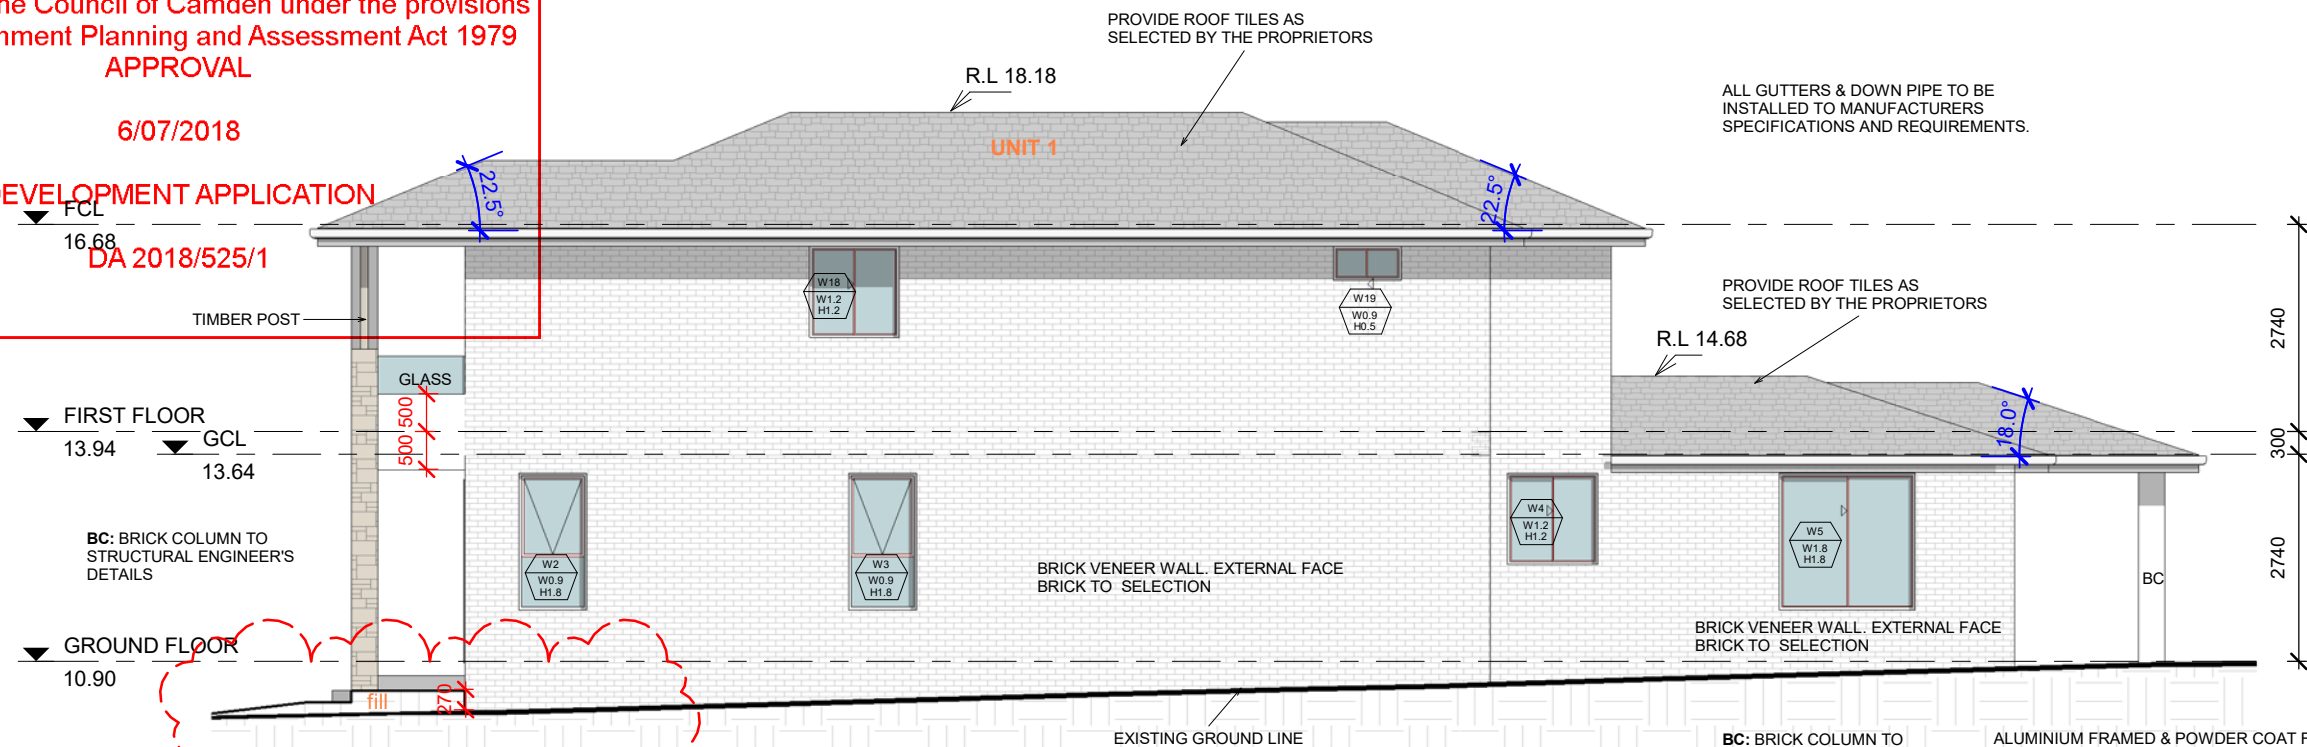 he Council of Camden under the provisions
nment Planning and Assessment Act 1979
APPROVAL
6/07/2018
DEVELOPMENT APPLICATION
DA 2018/525/1
PROVIDE ROOF TILES AS
SELECTED BY THE PROPRIETORS
R.L 18.18
ALL GUTTERS & DOWN PIPE TO BE
INSTALLED TO MANUFACTURERS
SPECIFICATIONS AND REQUIREMENTS.
UNIT 1
22.5°
22.5°
FCL
16.68
TIMBER POST
W18
W1.2
H1.2
W19
W0.9
H0.5
PROVIDE ROOF TILES AS
SELECTED BY THE PROPRIETORS
R.L 14.68
2740
GLASS
FIRST FLOOR
13.94
500
500
GCL
13.64
18.0°
300
BC: BRICK COLUMN TO
STRUCTURAL ENGINEER'S
DETAILS
W2
W0.9
H1.8
W3
W0.9
H1.8
BRICK VENEER WALL. EXTERNAL FACE
BRICK TO SELECTION
W4
W1.2
H1.2
W5
W1.8
H1.8
BC
2740
BRICK VENEER WALL. EXTERNAL FACE
BRICK TO SELECTION
GROUND FLOOR
10.90
fill
270
EXISTING GROUND LINE
BC: BRICK COLUMN TO
ALUMINIUM FRAMED & POWDER COAT F